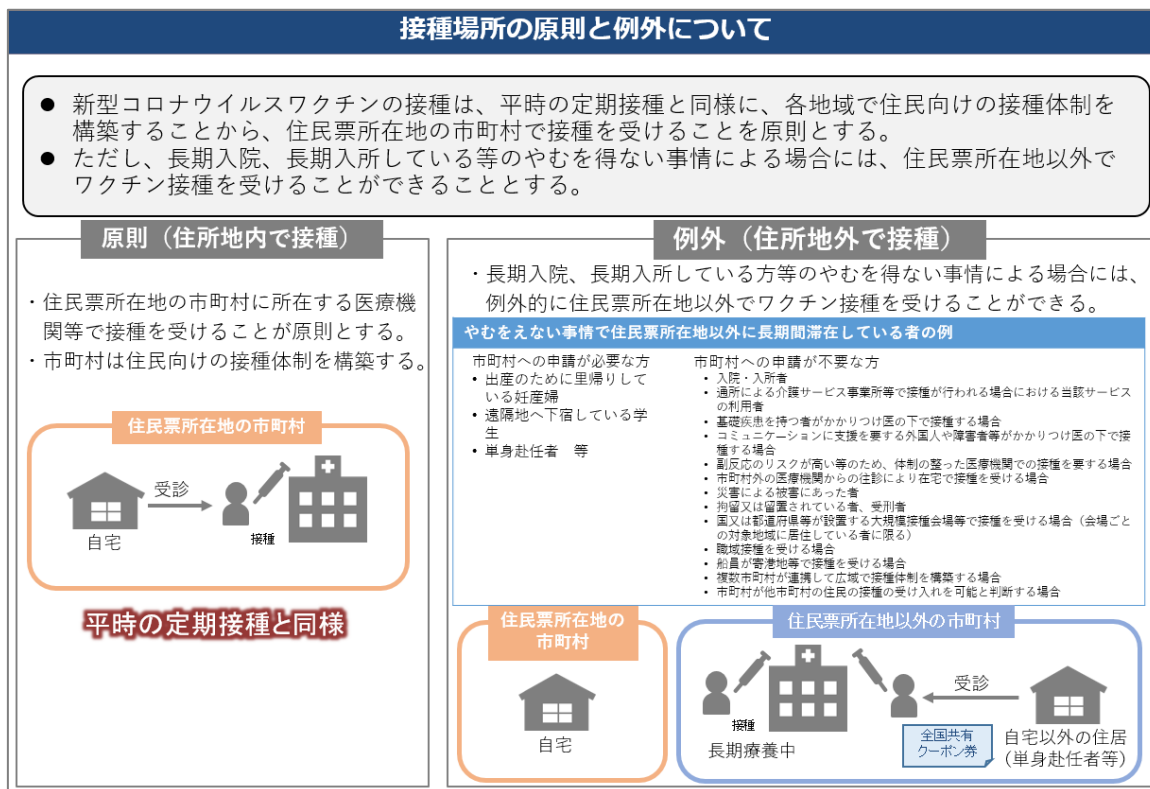 接種場所の原則と例外について
● 新型コロナウイルスワクチンの接種は、平時の定期接種と同様に、各地域で住民向けの接種体制を
構築することから、住民票所在地の市町村で接種を受けることを原則とする。
● ただし、長期入院、長期入所している等のやむを得ない事情による場合には、住民票所在地以外で
ワクチン接種を受けることができることとする。
原則（住所地内で接種）
・住民票所在地の市町村に所在する医療機
関等で接種を受けることが原則とする。
・市町村は住民向けの接種体制を構築する。
住民票所在地の市町村
受診
自宅
接種
平時の定期接種と同様
例外（住所地外で接種）
・長期入院、長期入所している方等のやむを得ない事情による場合には、
例外的に住民票所在地以外でワクチン接種を受けることができる。
やむをえない事情で住民票所在地以外に長期間滞在している者の例
市町村への申請が必要な方
• 出産のために里帰りして
いる妊産婦
• 遠隔地へ下宿している学
生
• 単身赴任者　等
市町村への申請が不要な方
• 入院・入所者
• 通所による介護サービス事業所等で接種が行われる場合における当該サービス
の利用者
• 基礎疾患を持つ者がかかりつけ医の下で接種する場合
• コミュニケーションに支援を要する外国人や障害者等がかかりつけ医の下で接
種する場合
• 副反応のリスクが高い等のため、体制の整った医療機関での接種を要する場合
• 市町村外の医療機関からの往診により在宅で接種を受ける場合
• 災害による被害にあった者
• 拘留又は留置されている者、受刑者
• 国又は都道府県等が設置する大規模接種会場等で接種を受ける場合（会場ごと
の対象地域に居住している者に限る）
• 職域接種を受ける場合
• 船員が寄港地等で接種を受ける場合
• 複数市町村が連携して広域で接種体制を構築する場合
• 市町村が他市町村の住民の接種の受け入れを可能と判断する場合
住民票所在地の
市町村
自宅
住民票所在地以外の市町村
接種
長期療養中
受診
全国共有
クーポン券
自宅以外の住居
（単身赴任者等）